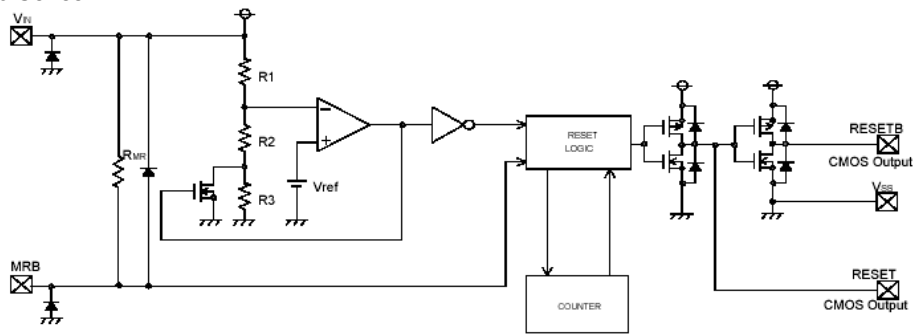 VIN
R1
R2
RMR
R3
Vref
RESET
LOGIC
COUNTER
RESETB
CMOS Output
VSS
MRB
RESET
CMOS Output